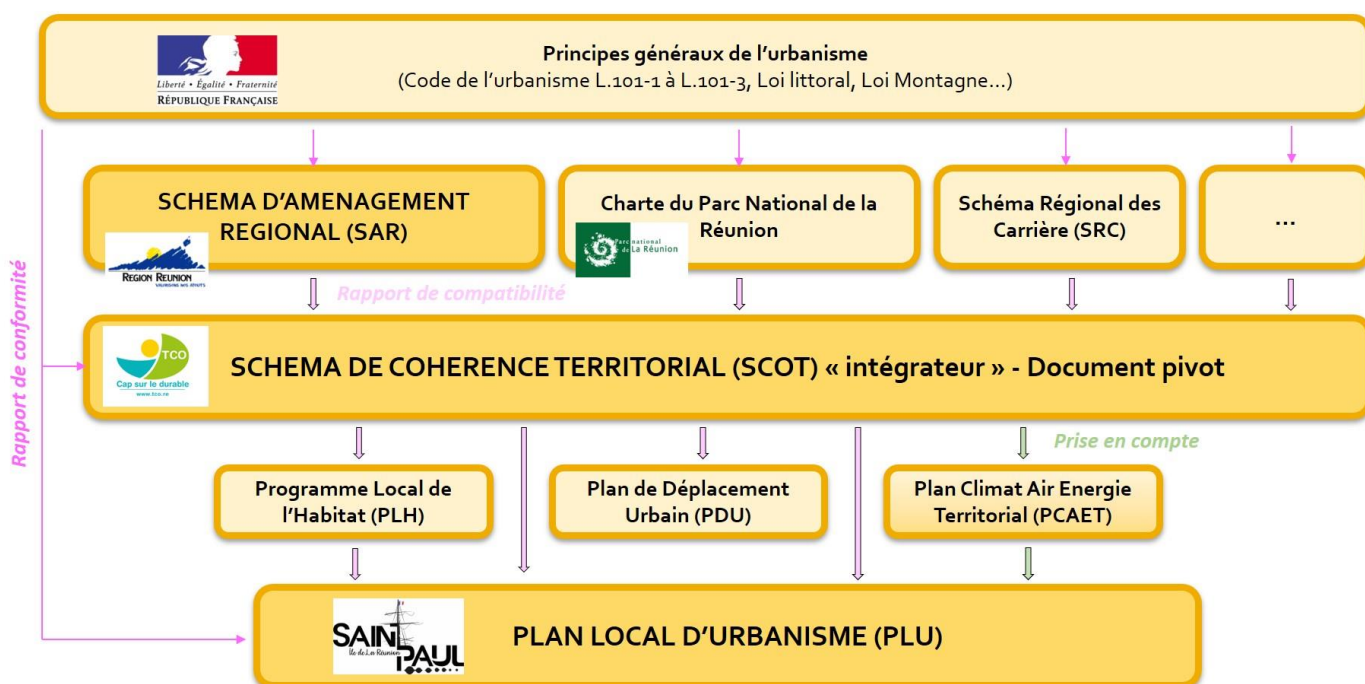 Principes généraux de l'urbanisme
(Code de l'urbanisme L.101-1 à L.101-3, Loi littoral, Loi Montagne...)
Liberté • Égalité • Fraternité
RÉPUBLIQUE FRANÇAISE
SCHEMA D'AMENAGEMENT
REGIONAL (SAR)
REGION REUNION
Charte du Parc National de la
Réunion
Parc national
de La Réunion
Schéma Régional des
Carrière (SRC)
...
Rapport de conformité
Rapport de compatibilité
TCO
Cap sur le durable
www.tco.re
SCHEMA DE COHERENCE TERRITORIAL (SCOT) « intégrateur » - Document pivot
Prise en compte
Programme Local de
l'Habitat (PLH)
Plan de Déplacement
Urbain (PDU)
Plan Climat Air Energie
Territorial (PCAET)
SAINT
Île de La Réunion
PAUL
PLAN LOCAL D'URBANISME (PLU)